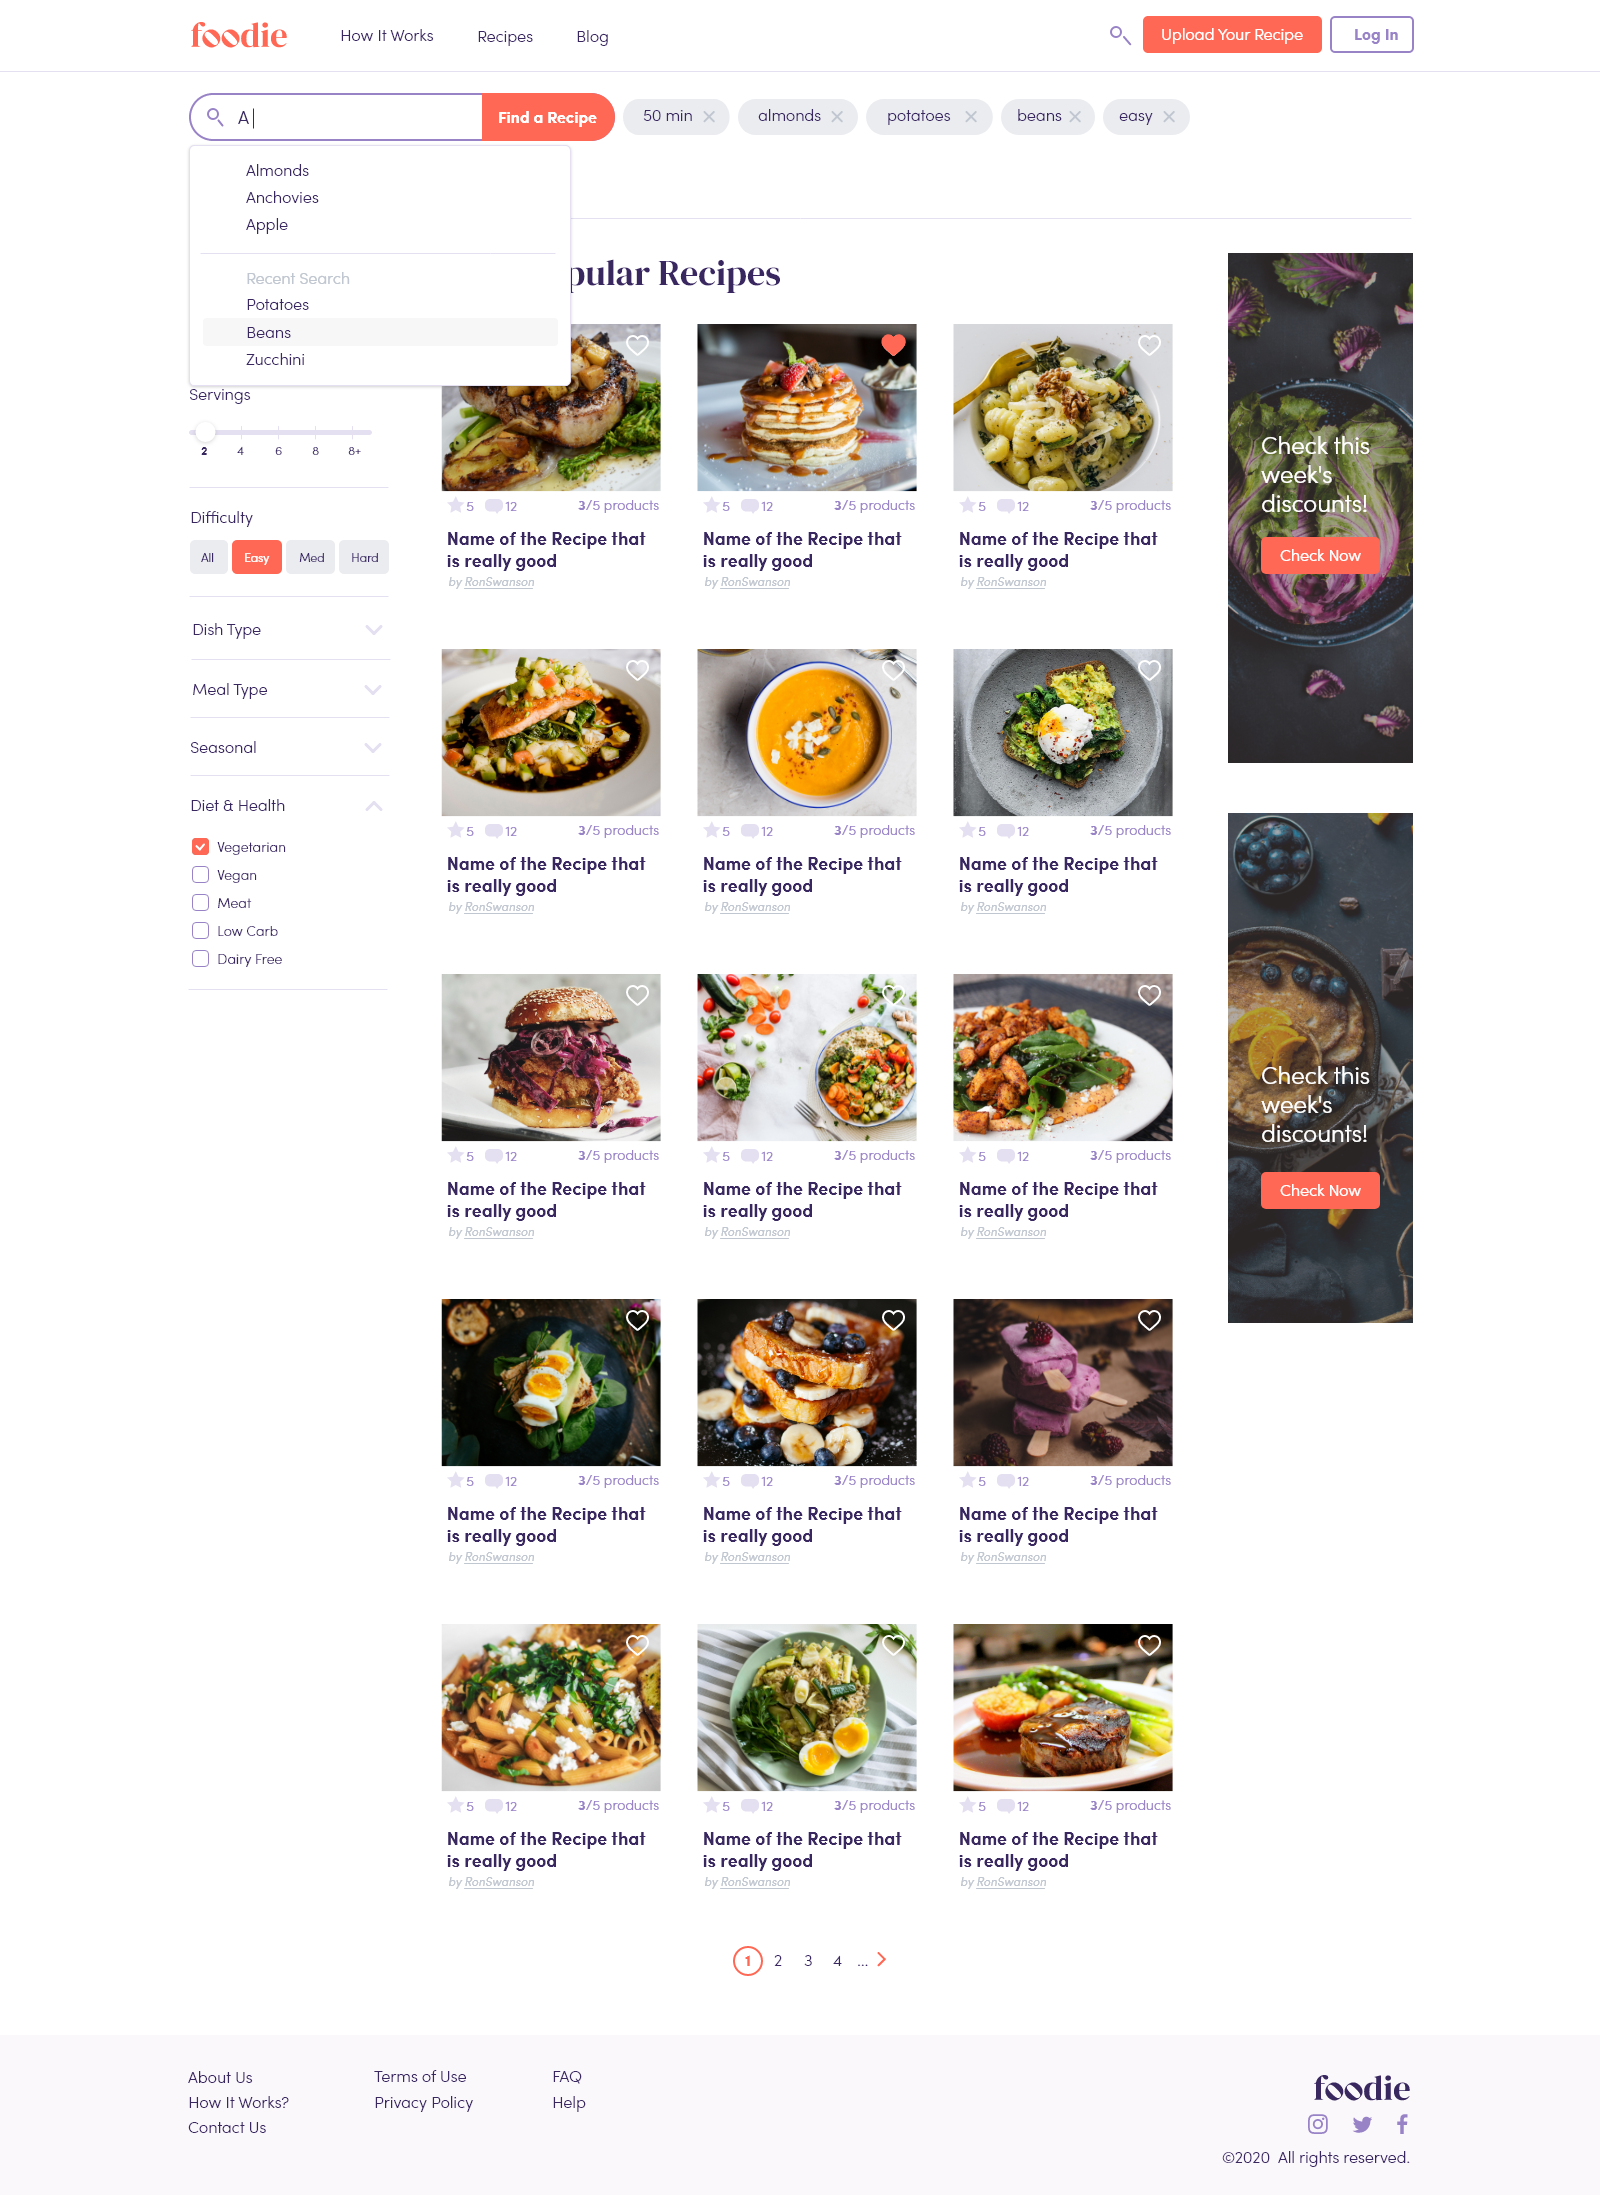 foodie
How It Works
Recipes
Blog
Upload Your Recipe
Log In
A
Find a Recipe
50 min
almonds
potatoes
beans
easy
Almonds
Anchovies
Apple
Recent Search
Potatoes
Beans
Zucchini
pular Recipes
Servings
2 4 6 8 8+
Difficulty
All Easy Med Hard
Dish Type
Meal Type
Seasonal
Diet & Health
Vegetarian
Vegan
Meat
Low Carb
Dairy Free
5 12 3/5 products
Name of the Recipe that
is really good
by RonSwanson
5 12 3/5 products
Name of the Recipe that
is really good
by RonSwanson
5 12 3/5 products
Name of the Recipe that
is really good
by RonSwanson
5 12 3/5 products
Name of the Recipe that
is really good
by RonSwanson
5 12 3/5 products
Name of the Recipe that
is really good
by RonSwanson
5 12 3/5 products
Name of the Recipe that
is really good
by RonSwanson
5 12 3/5 products
Name of the Recipe that
is really good
by RonSwanson
5 12 3/5 products
Name of the Recipe that
is really good
by RonSwanson
5 12 3/5 products
Name of the Recipe that
is really good
by RonSwanson
5 12 3/5 products
Name of the Recipe that
is really good
by RonSwanson
5 12 3/5 products
Name of the Recipe that
is really good
by RonSwanson
5 12 3/5 products
Name of the Recipe that
is really good
by RonSwanson
5 12 3/5 products
Name of the Recipe that
is really good
by RonSwanson
5 12 3/5 products
Name of the Recipe that
is really good
by RonSwanson
5 12 3/5 products
Name of the Recipe that
is really good
by RonSwanson
Check this
week's
discounts!
Check Now
Check this
week's
discounts!
Check Now
1 2 3 4 ...
About Us
How It Works?
Contact Us
Terms of Use
Privacy Policy
FAQ
Help
foodie
©2020 All rights reserved.